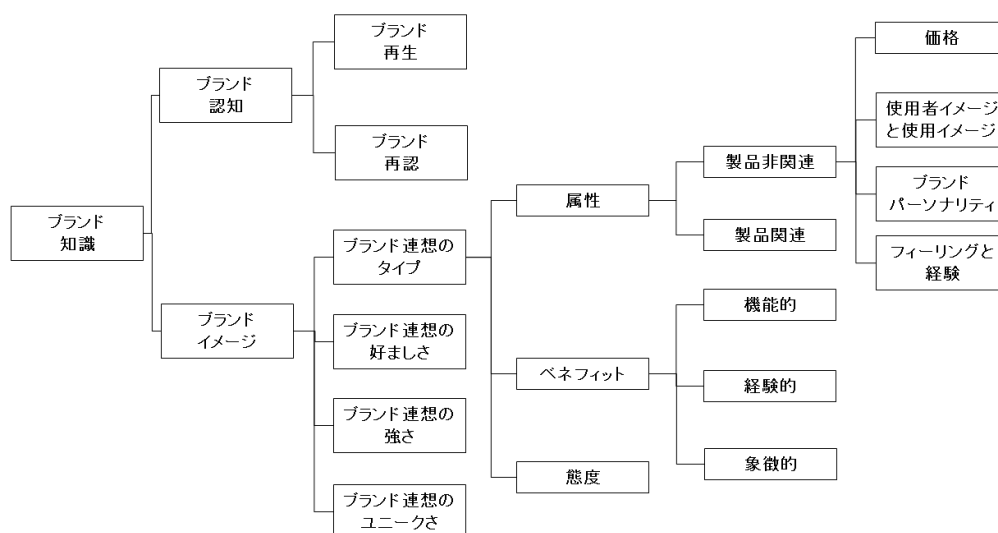 ブランド
知識
ブランド
認知
ブランド
再生
ブランド
再認
ブランド
イメージ
ブランド連想の
タイプ
ブランド連想の
好ましさ
ブランド連想の
強さ
ブランド連想の
ユニークさ
属性
製品非関連
価格
使用者イメージ
と使用イメージ
ブランド
パーソナリティ
フィーリングと
経験
製品関連
ベネフィット
機能的
経験的
象徴的
態度